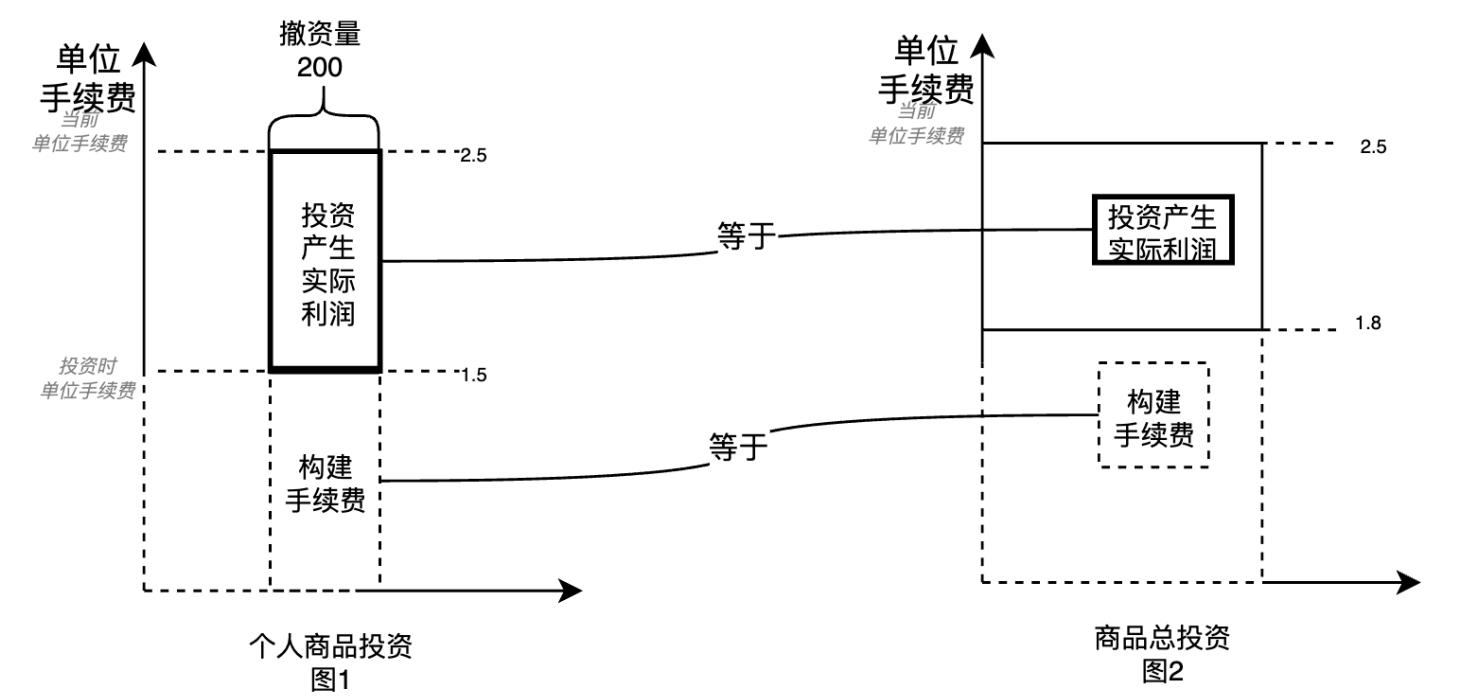 撤资量
200
单位
手续费
当前
单位手续费
2.5
投资
产生
实际
利润
投资时
单位手续费
1.5
构建
手续费
个人商品投资
图1
等于
等于
单位
手续费
当前
单位手续费
2.5
投资产生
实际利润
1.8
构建
手续费
商品总投资
图2